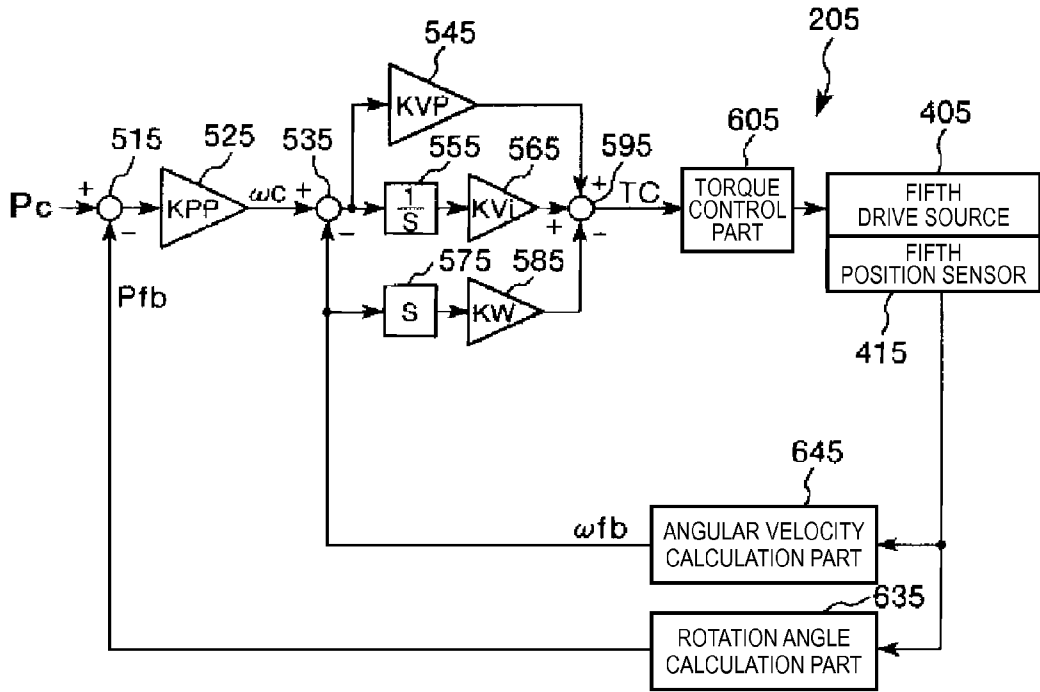 205
545
405
515
525
535
555
565
595
605
KVP
Pc
+
−
KPP
ωc
+
−
1
S
KVi
+
+
−
TC
TORQUE
CONTROL
PART
FIFTH
DRIVE SOURCE
FIFTH
POSITION SENSOR
Pfb
575
585
S
KW
415
645
ωfb
ANGULAR VELOCITY
CALCULATION PART
635
ROTATION ANGLE
CALCULATION PART